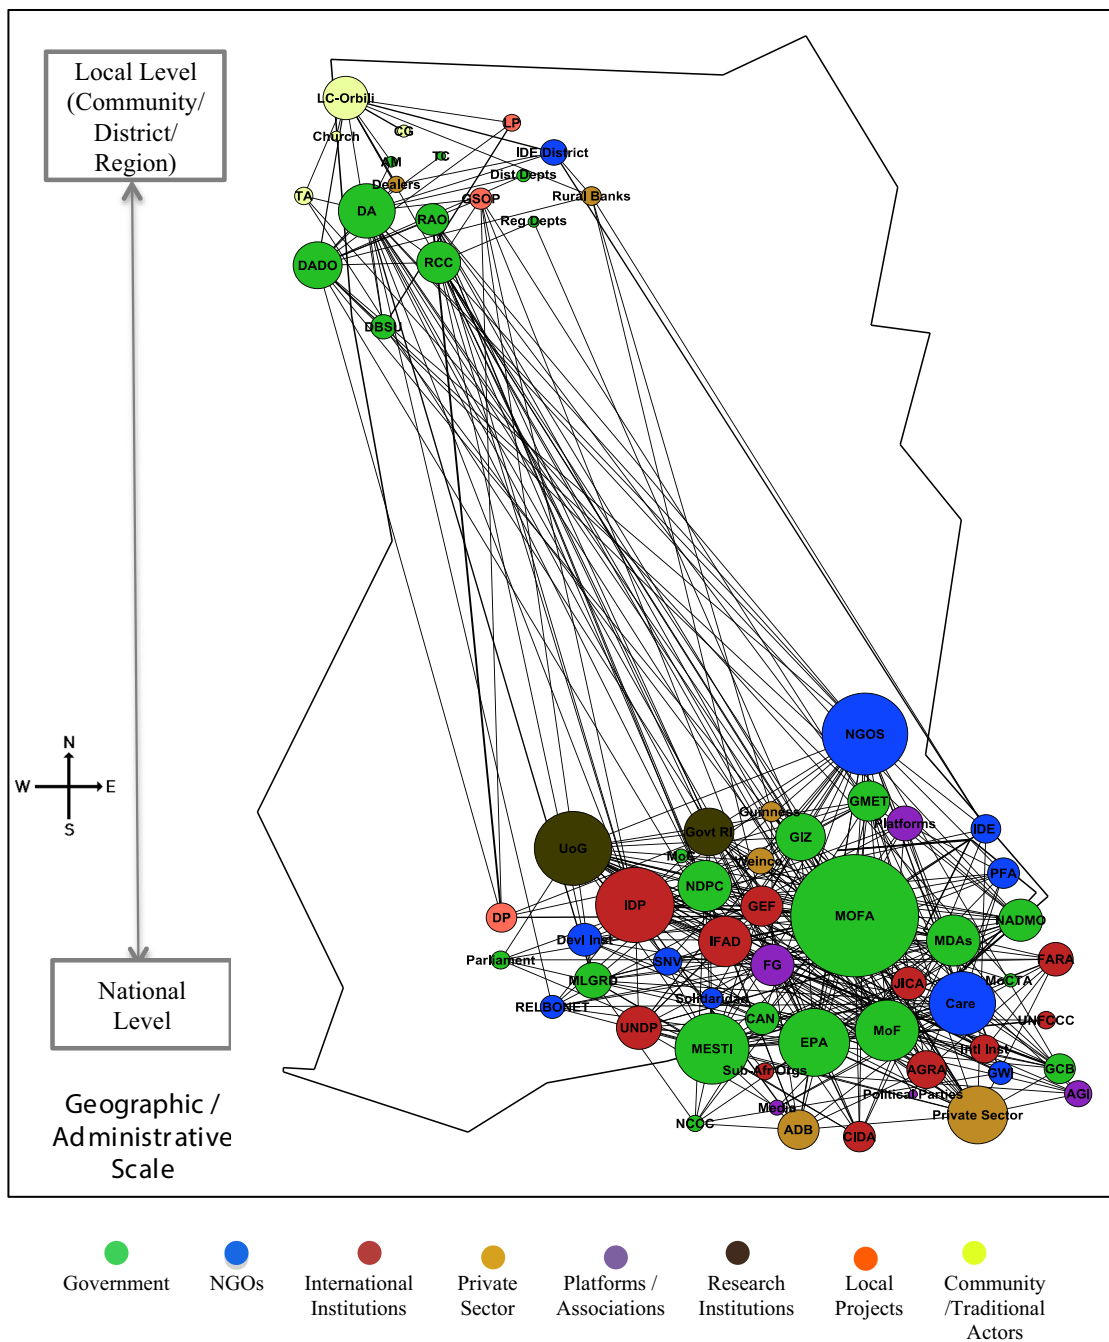 Local Level
(Community/
District/
Region)
LC-Orbili
Church
CG
LP
AM
TC
IDE District
Dealers
Dist Depts
TA
GSOP
Rural Banks
DA
RAO
Reg Depts
DADO
RCC
DBSU
N
W
E
S
NGOS
GMET
Guinness
Platforms
IDE
Govt RI
GIZ
UoG
MoE
Weinco
PFA
NDPC
IDP
GEF
MOFA
DP
NADMO
Devl Inst
IFAD
MDAs
Parliament
SNV
FG
FARA
MLGRD
JICA
MoCTA
RELBONET
Solidaridad
Care
UNDP
CAN
MoF
UNFCCC
MESTI
EPA
Intl Inst
Sub-Afr Orgs
AGRA
GWI
GCB
Political Parties
AGI
Media
Private Sector
NCCC
ADB
CIDA
National
Level
Geographic /
Administrative
Scale
Government
NGOs
International
Institutions
Private
Sector
Platforms /
Associations
Research
Institutions
Local
Projects
Community
/Traditional
Actors